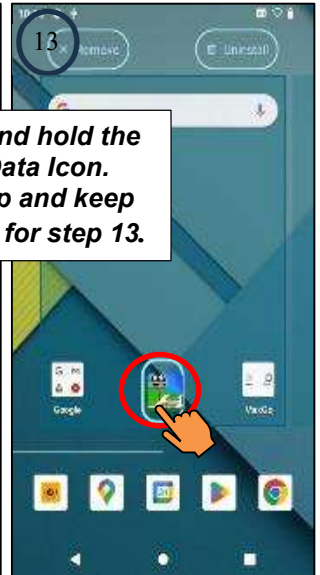 13
Remove
Uninstall
nd hold the
Data Icon.
p and keep
for step 13.
Google